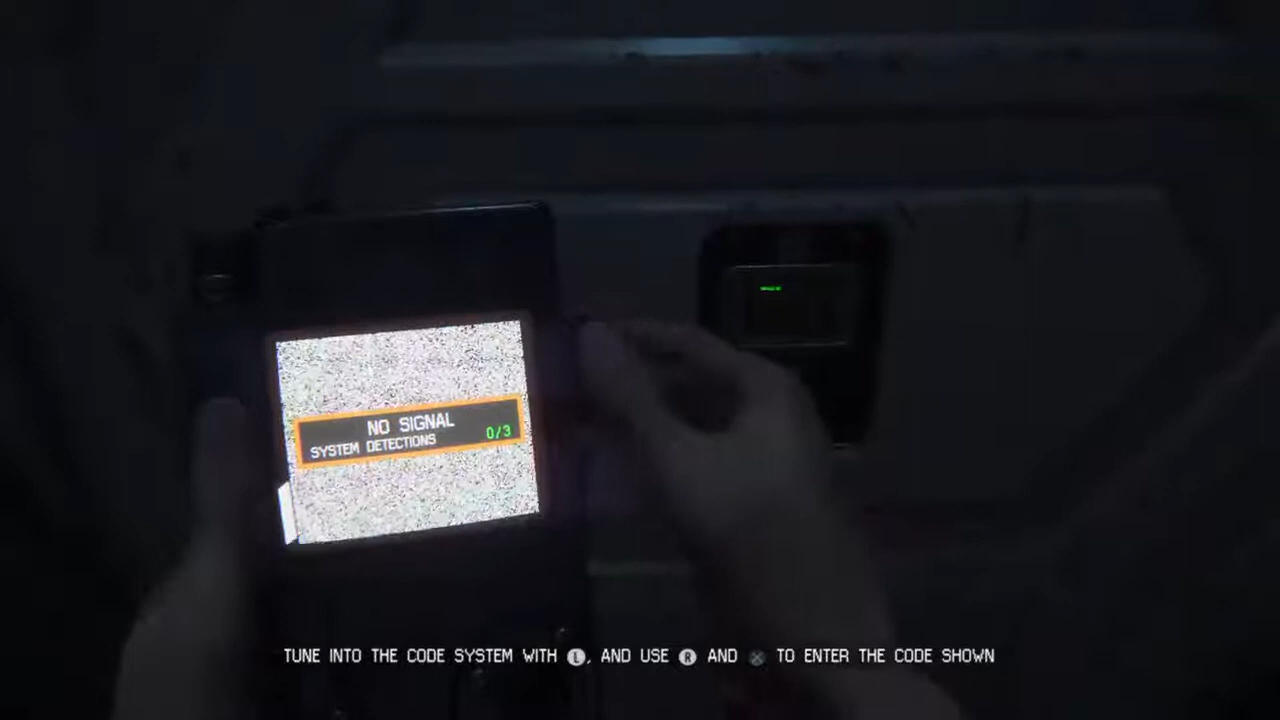 NO SIGNAL
SYSTEM DETECTIONS 0/3
TUNE INTO THE CODE SYSTEM WITH L, AND USE R AND X TO ENTER THE CODE SHOWN